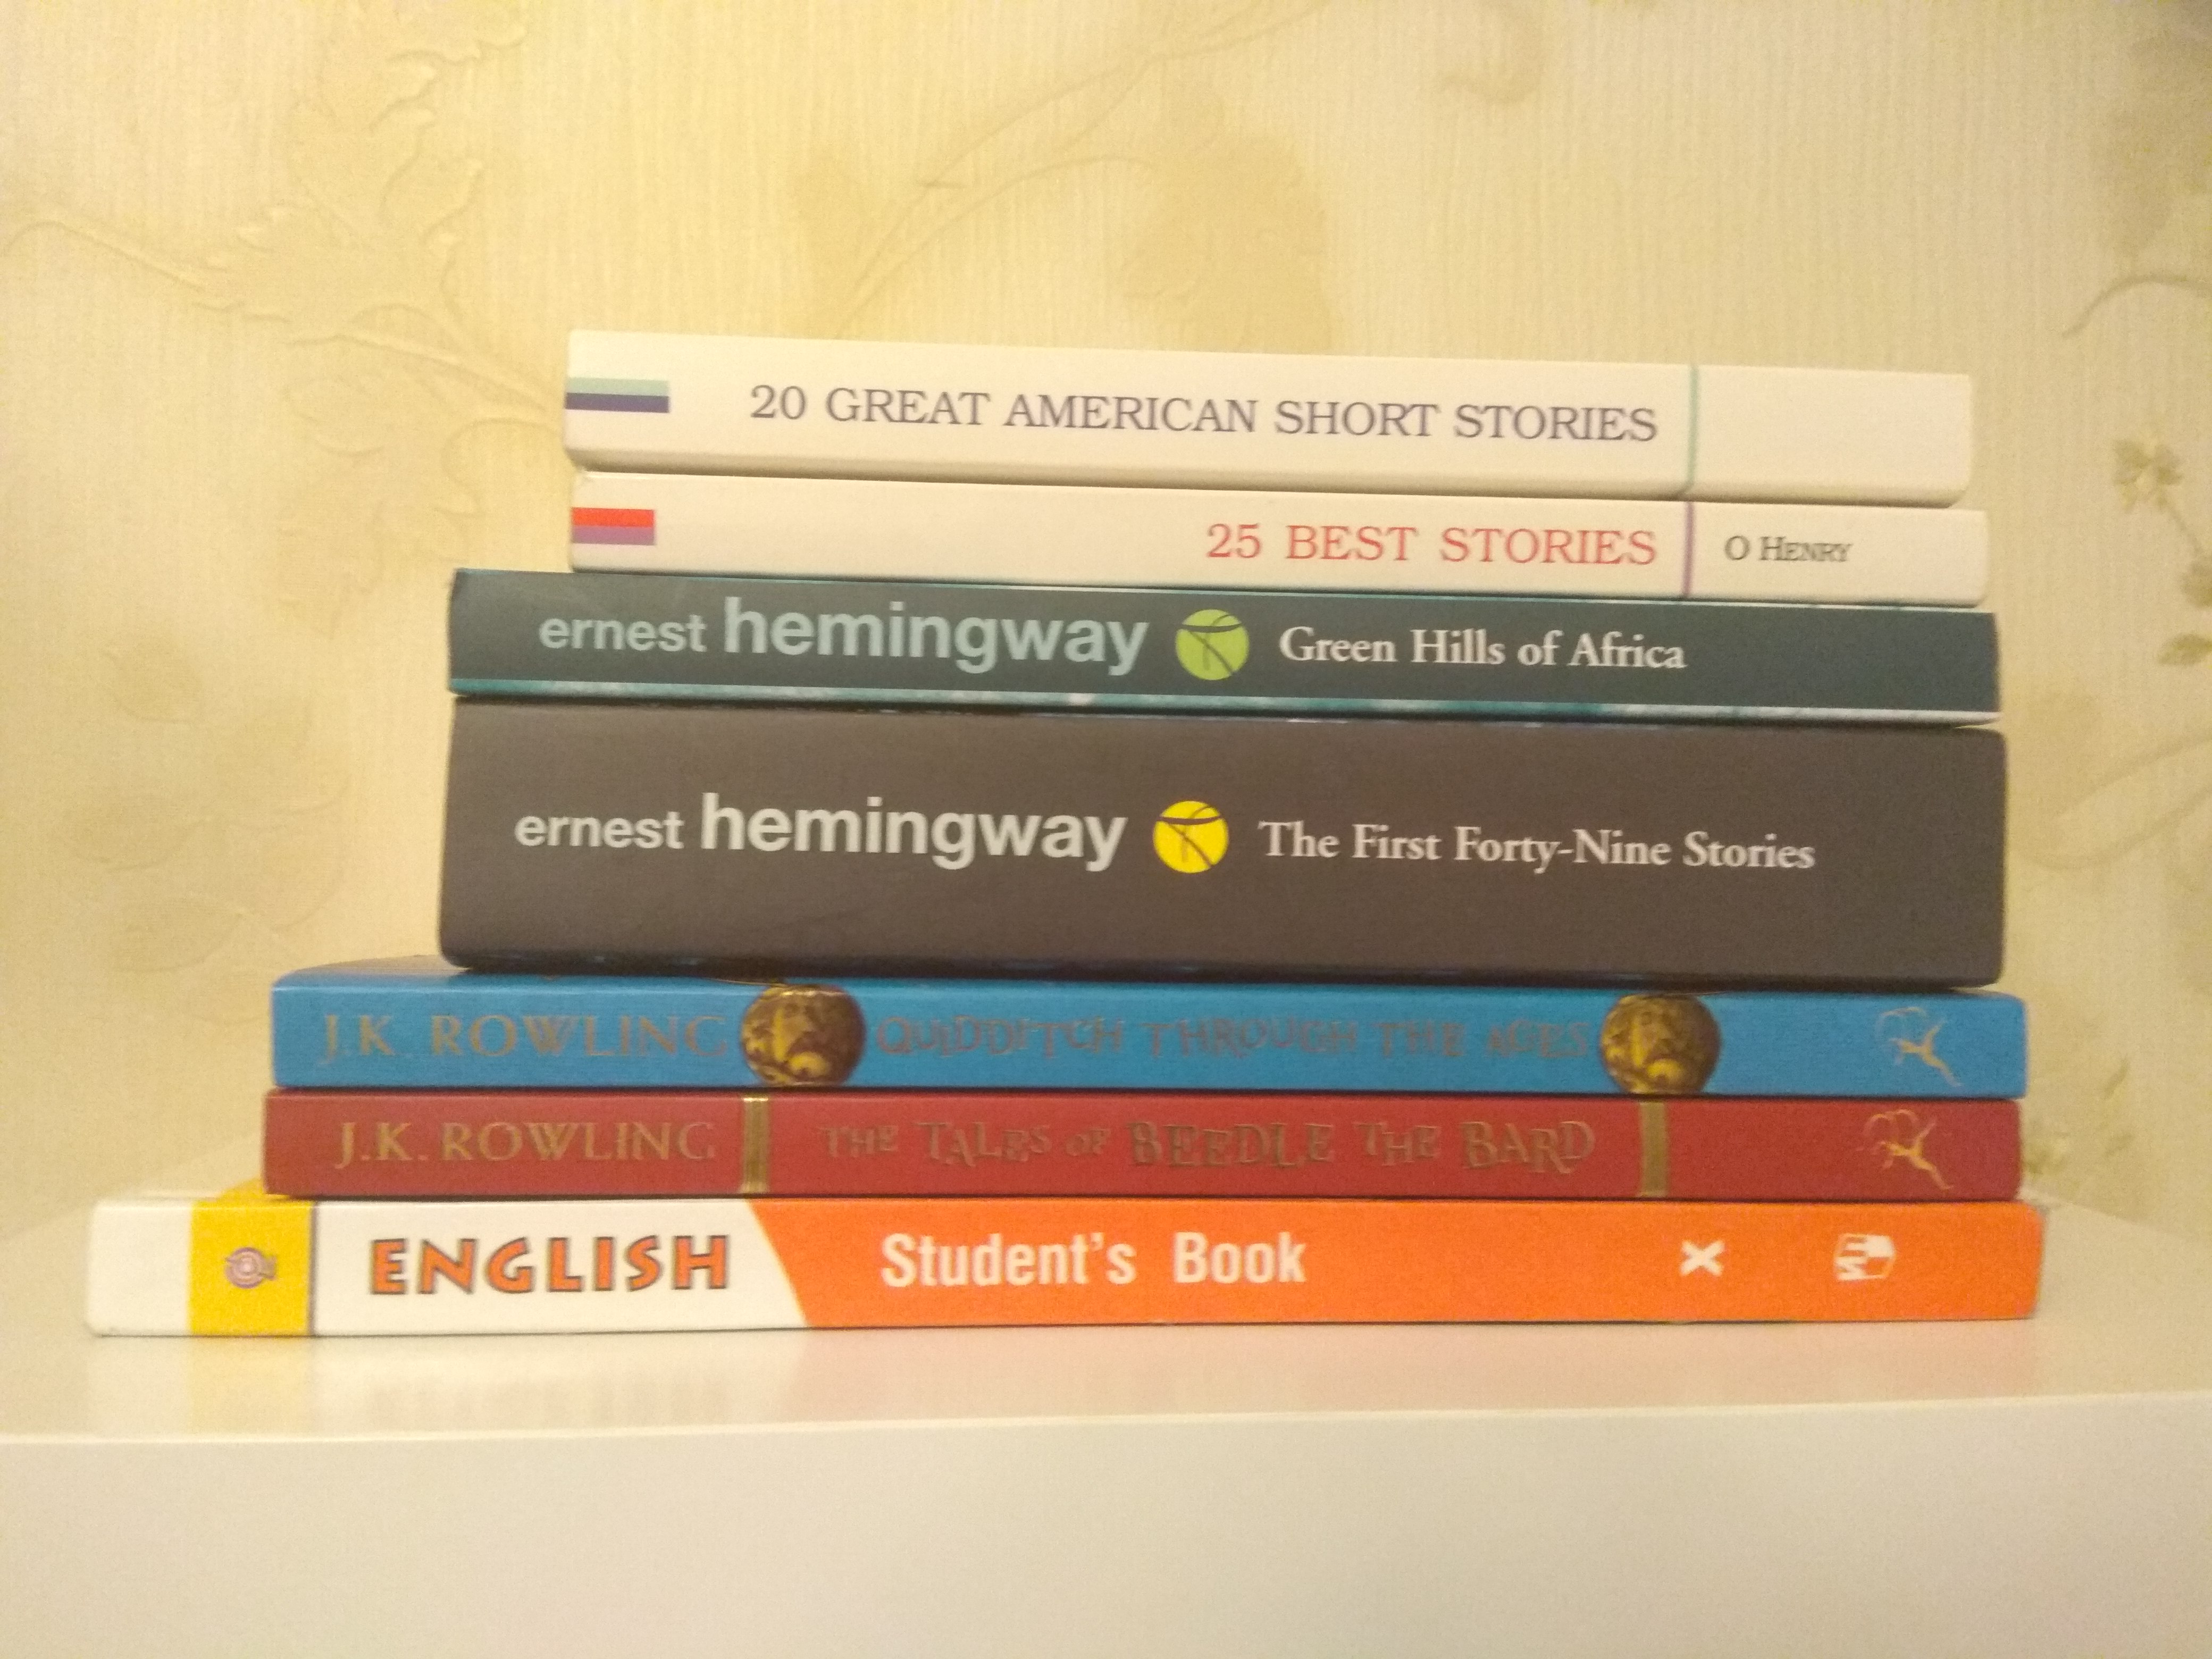 20 GREAT AMERICAN SHORT STORIES
25 BEST STORIES O HENRY
ernest hemingway Green Hills of Africa
ernest hemingway The First Forty-Nine Stories
J.K. ROWLING QUIDDITCH THROUGH THE AGES
J.K. ROWLING THE TALES OF BEEDLE THE BARD
ENGLISH Student's Book X